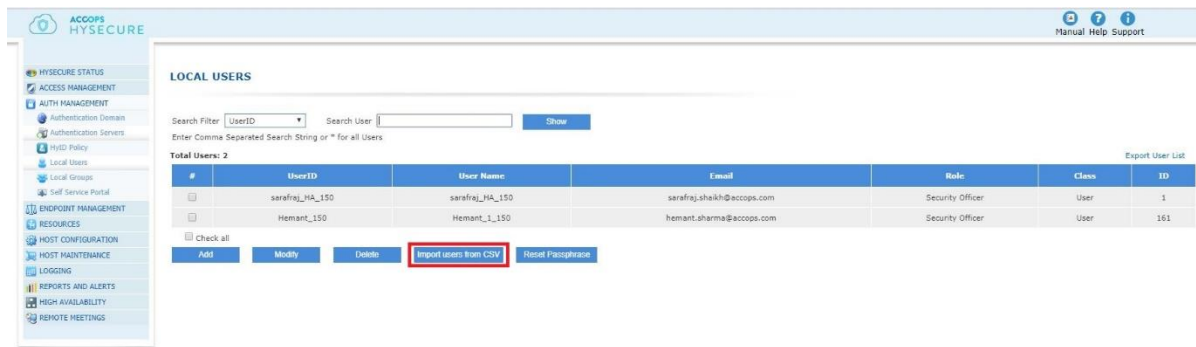 ACCOPS
HYSECURE
Manual Help Support
HYSECURE STATUS
ACCESS MANAGEMENT
AUTH MANAGEMENT
Authentication Domain
Authentication Servers
HyID Policy
Local Users
Local Groups
Self Service Portal
ENDPOINT MANAGEMENT
RESOURCES
HOST CONFIGURATION
HOST MAINTENANCE
LOGGING
REPORTS AND ALERTS
HIGH AVAILABILITY
REMOTE MEETINGS
LOCAL USERS
Search Filter UserID Search User Show
Enter Comma Separated Search String or * for all Users
Total Users: 2 Export User List
# UserID User Name Email Role Class ID
sarafraj_HA_150 sarafraj_HA_150 sarafraj.shaikh@accops.com Security Officer User 1
Hemant_150 Hemant_1_150 hemant.sharma@accops.com Security Officer User 161
Check all
Add Modify Delete Import users from CSV Reset Passphrase